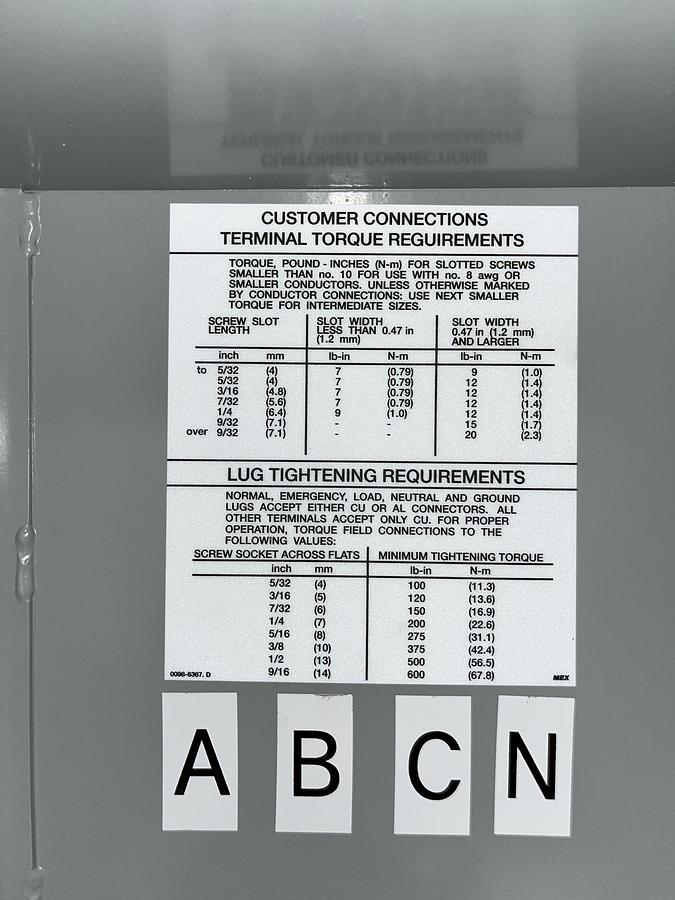 CUSTOMER CONNECTIONS
TERMINAL TORQUE REGUIREMENTS
TORQUE, POUND - INCHES (N-m) FOR SLOTTED SCREWS
SMALLER THAN no. 10 FOR USE WITH no. 8 awg OR
SMALLER CONDUCTORS. UNLESS OTHERWISE MARKED
BY CONDUCTOR CONNECTIONS: USE NEXT SMALLER
TORQUE FOR INTERMEDIATE SIZES.
SCREW SLOT LENGTH
SLOT WIDTH LESS THAN 0.47 in (1.2 mm)
SLOT WIDTH 0.47 in (1.2 mm) AND LARGER
inch mm lb-in N-m lb-in N-m
to 5/32 (4) 7 (0.79) 9 (1.0)
5/32 (4) 7 (0.79) 12 (1.4)
3/16 (4.8) 7 (0.79) 12 (1.4)
7/32 (5.6) 7 (0.79) 12 (1.4)
1/4 (6.4) 9 (1.0) 12 (1.4)
9/32 (7.1) - - 15 (1.7)
over 9/32 (7.1) - - 20 (2.3)
LUG TIGHTENING REQUIREMENTS
NORMAL, EMERGENCY, LOAD, NEUTRAL AND GROUND
LUGS ACCEPT EITHER CU OR AL CONNECTORS. ALL
OTHER TERMINALS ACCEPT ONLY CU. FOR PROPER
OPERATION, TORQUE FIELD CONNECTIONS TO THE
FOLLOWING VALUES:
SCREW SOCKET ACROSS FLATS MINIMUM TIGHTENING TORQUE
inch mm lb-in N-m
5/32 (4) 100 (11.3)
3/16 (5) 120 (13.6)
7/32 (6) 150 (16.9)
1/4 (7) 200 (22.6)
5/16 (8) 275 (31.1)
3/8 (10) 375 (42.4)
1/2 (13) 500 (56.5)
9/16 (14) 600 (67.8)
0098-6367. D MEX
A B C N